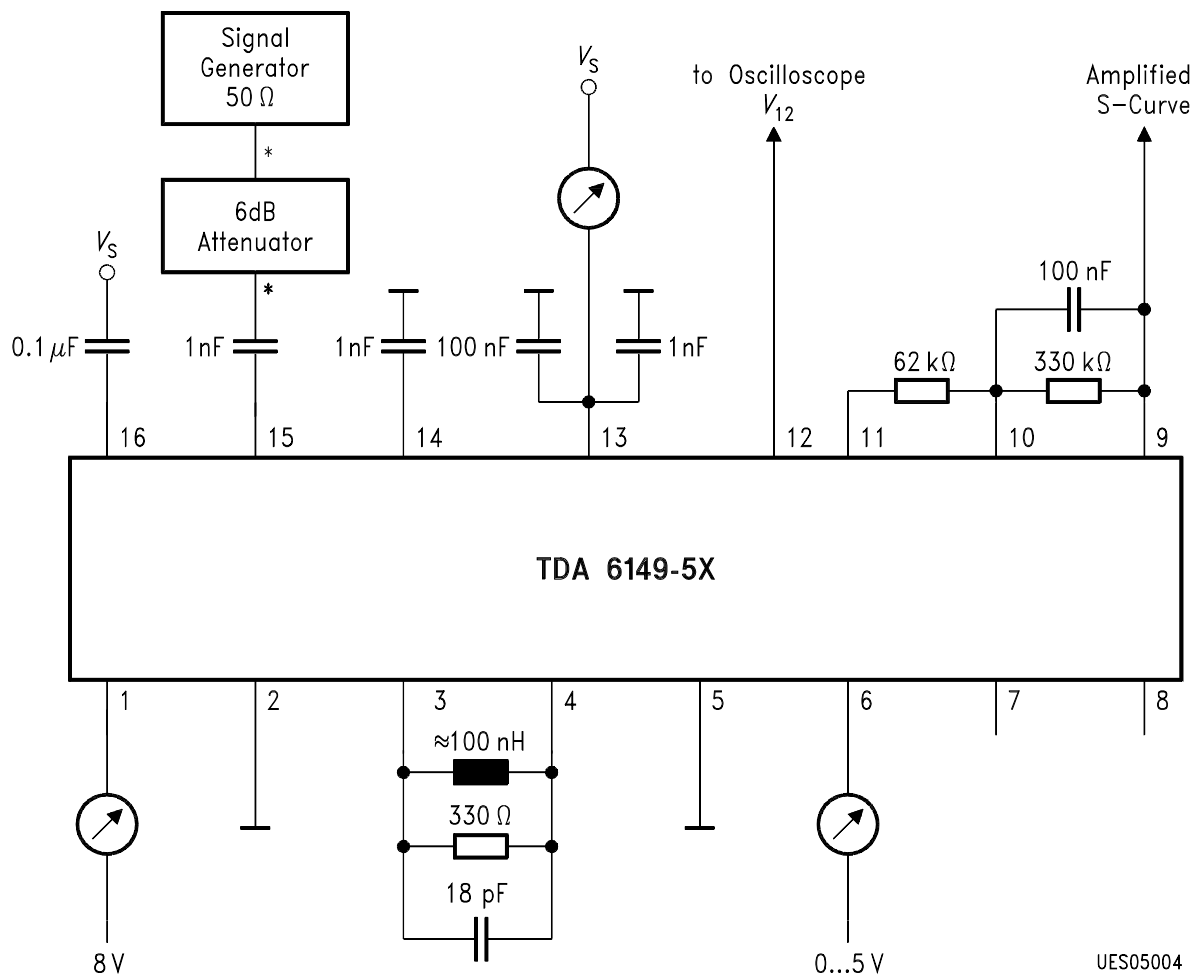 Signal
Generator
50 Ω
*
6dB
Attenuator
*
V_S
V_S
to Oscilloscope
V_12
Amplified
S-Curve
0.1 μF
1nF
1nF
100 nF
1nF
100 nF
62 kΩ
330 kΩ
16
15
14
13
12
11
10
9
TDA 6149-5X
1
2
3
4
5
6
7
8
≈100 nH
330 Ω
18 pF
8 V
0...5 V
UES05004